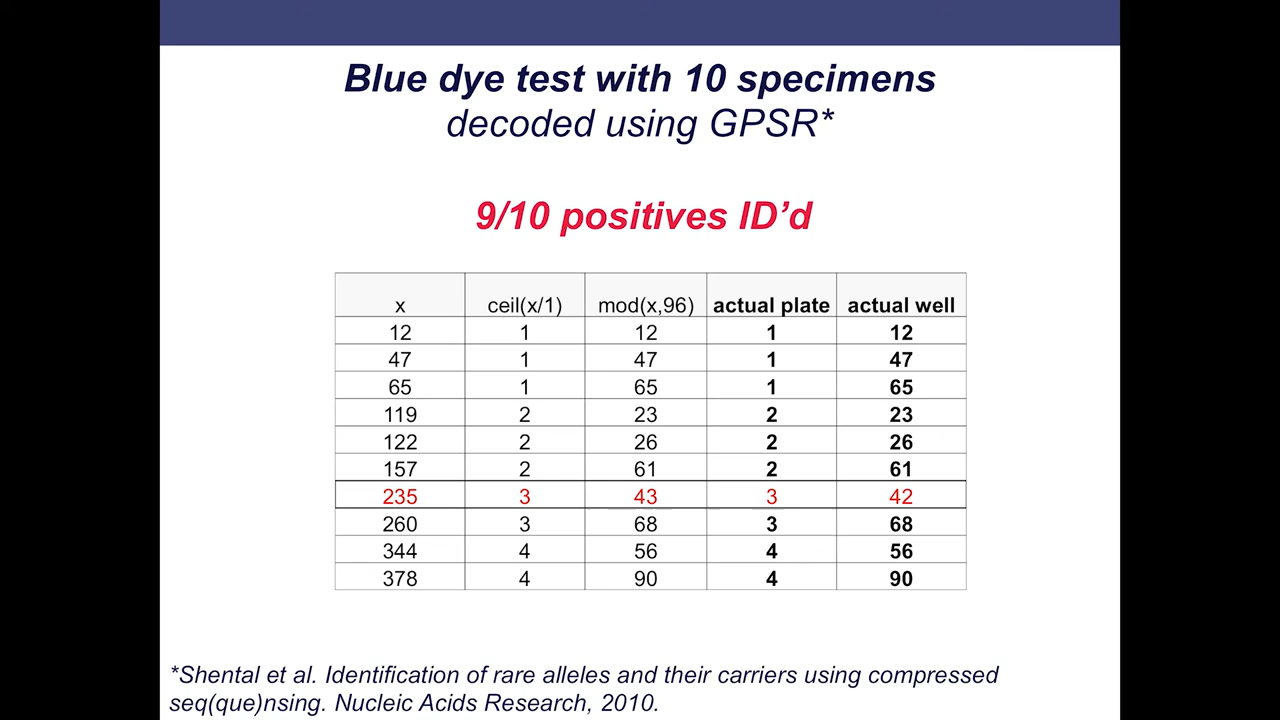 Blue dye test with 10 specimens
decoded using GPSR*
9/10 positives ID’d
x ceil(x/1) mod(x,96) actual plate actual well
12 1 12 1 12
47 1 47 1 47
65 1 65 1 65
119 2 23 2 23
122 2 26 2 26
157 2 61 2 61
235 3 43 3 42
260 3 68 3 68
344 4 56 4 56
378 4 90 4 90
*Shental et al. Identification of rare alleles and their carriers using compressed
seq(que)nsing. Nucleic Acids Research, 2010.